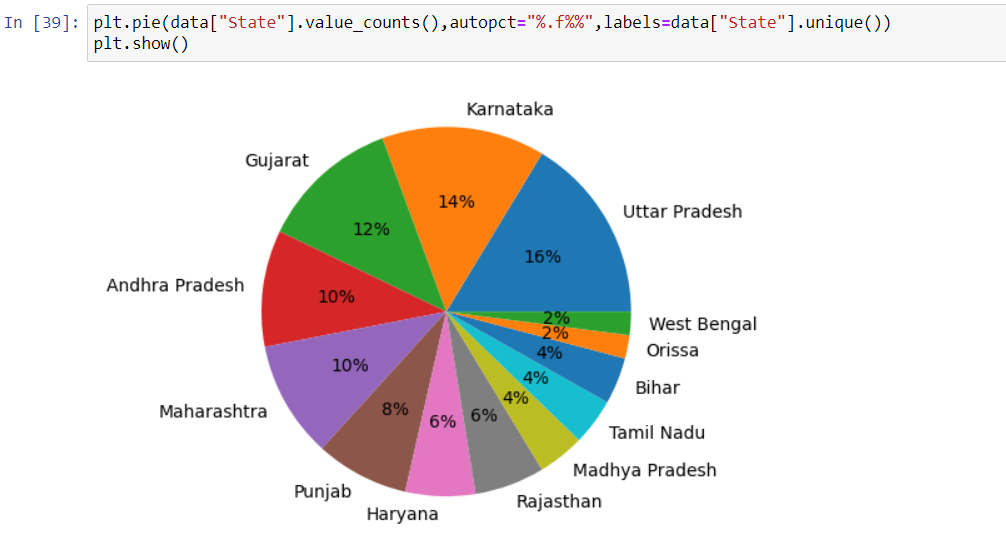 In [39]: plt.pie(data["State"].value_counts(),autopct="%.f%%",labels=data["State"].unique())
plt.show()
Karnataka
Gujarat
14%
Uttar Pradesh
12%
16%
Andhra Pradesh
10%
2%
West Bengal
2%
Orissa
4%
10%
Bihar
4%
4%
Maharashtra
8%
6%
6%
Tamil Nadu
Madhya Pradesh
Punjab
Rajasthan
Haryana